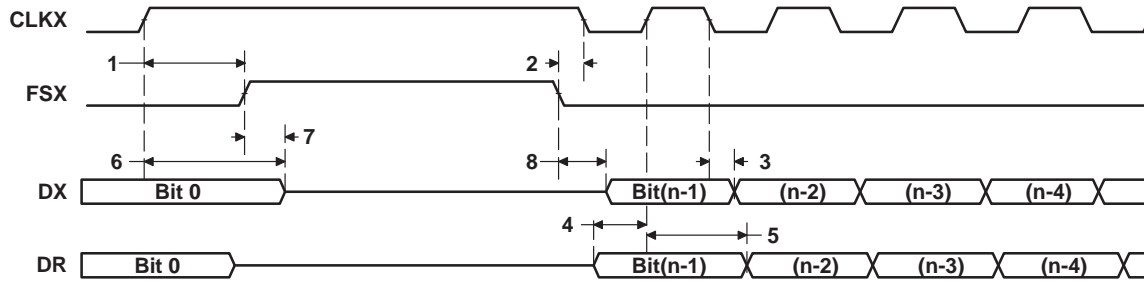 CLKX
1 2
FSX
7
6 8 3
DX Bit 0 Bit(n-1) (n-2) (n-3) (n-4)
4 5
DR Bit 0 Bit(n-1) (n-2) (n-3) (n-4)